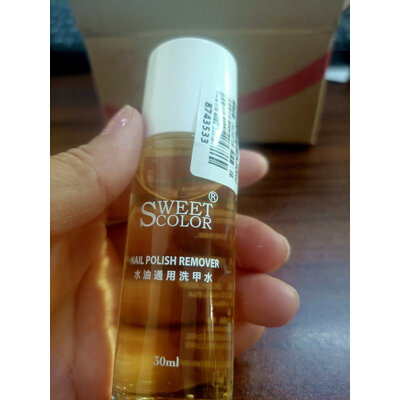 8743533
SWEET®
COLOR
NAIL POLISH REMOVER
水油通用洗甲水
30ml